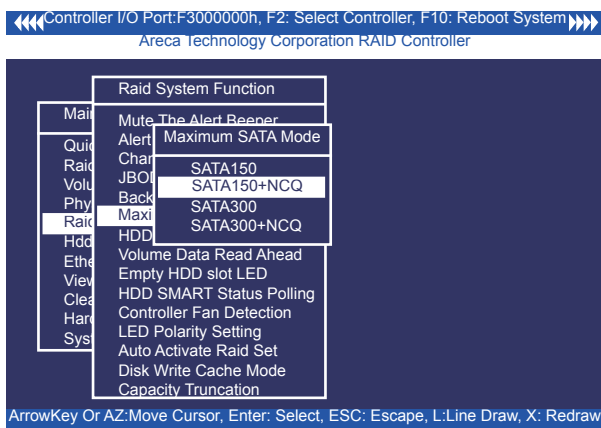 Controller I/O Port:F3000000h, F2: Select Controller, F10: Reboot System
Areca Technology Corporation RAID Controller
Raid System Function
Mai
Mute The Alert Beeper
Alert
Maximum SATA Mode
Quic
Char
Raid
SATA150
JBO
Volu
SATA150+NCQ
Back
Phy
SATA300
Maxi
Raid
SATA300+NCQ
HDD
Hdd
Volume Data Read Ahead
Ethe
Empty HDD slot LED
View
HDD SMART Status Polling
Clea
Controller Fan Detection
Hard
LED Polarity Setting
Syst
Auto Activate Raid Set
Disk Write Cache Mode
Capacity Truncation
ArrowKey Or AZ:Move Cursor, Enter: Select, ESC: Escape, L:Line Draw, X: Redraw